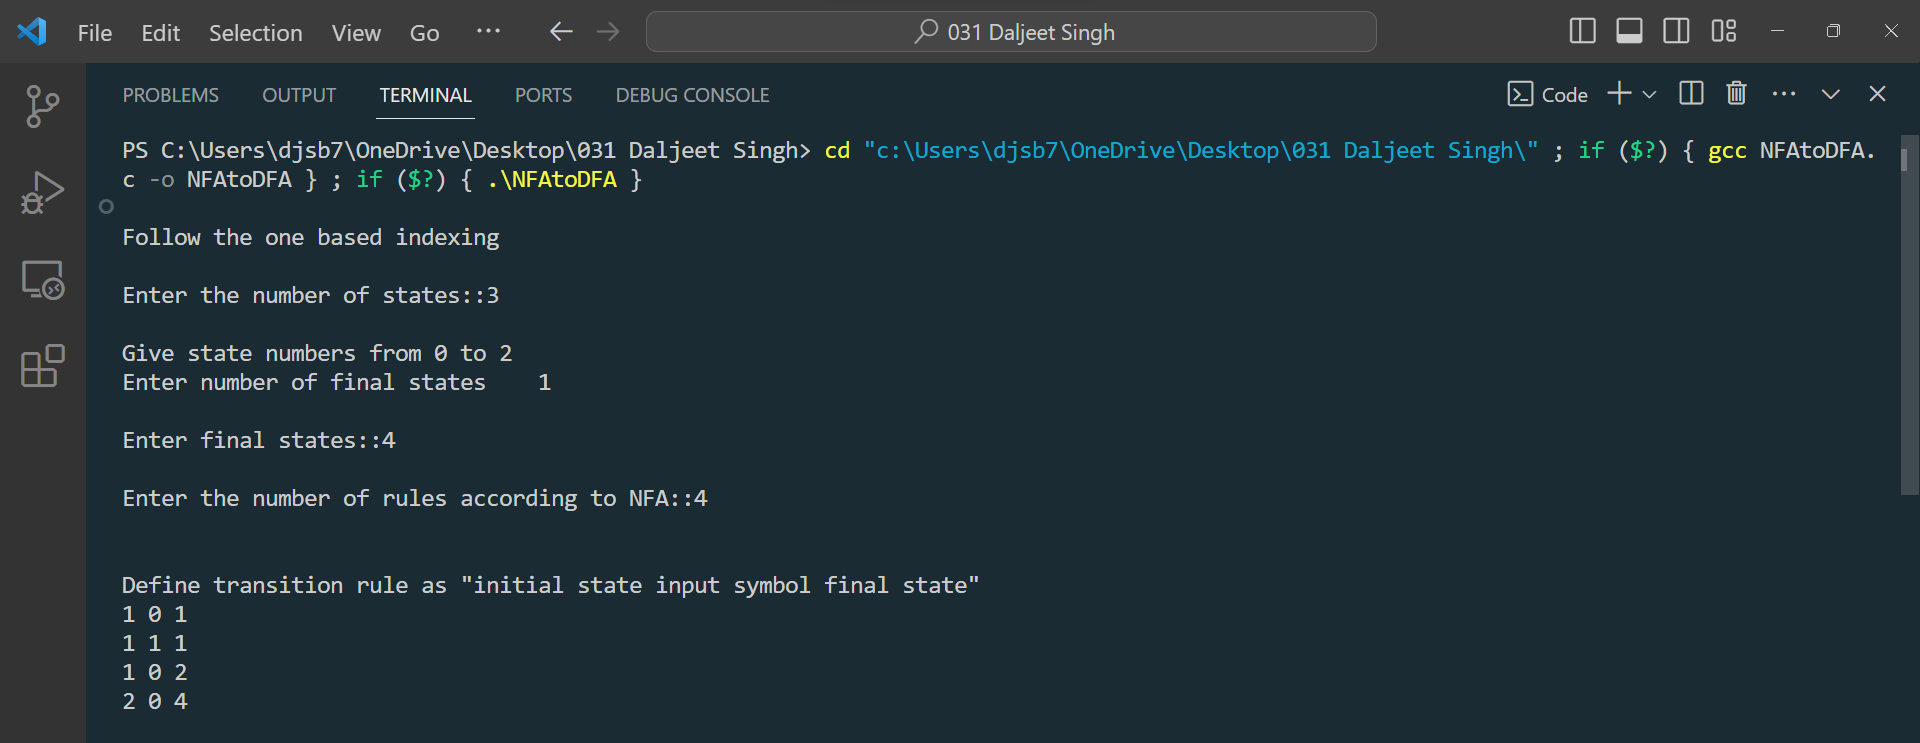 File Edit Selection View Go ··· 031 Daljeet Singh
PROBLEMS OUTPUT TERMINAL PORTS DEBUG CONSOLE Code
PS C:\Users\djsb7\OneDrive\Desktop\031 Daljeet Singh> cd "c:\Users\djsb7\OneDrive\Desktop\031 Daljeet Singh\" ; if ($?) { gcc NFAtoDFA.
c -o NFAtoDFA } ; if ($?) { .\NFAtoDFA }
Follow the one based indexing
Enter the number of states::3
Give state numbers from 0 to 2
Enter number of final states    1
Enter final states::4
Enter the number of rules according to NFA::4
Define transition rule as "initial state input symbol final state"
1 0 1
1 1 1
1 0 2
2 0 4